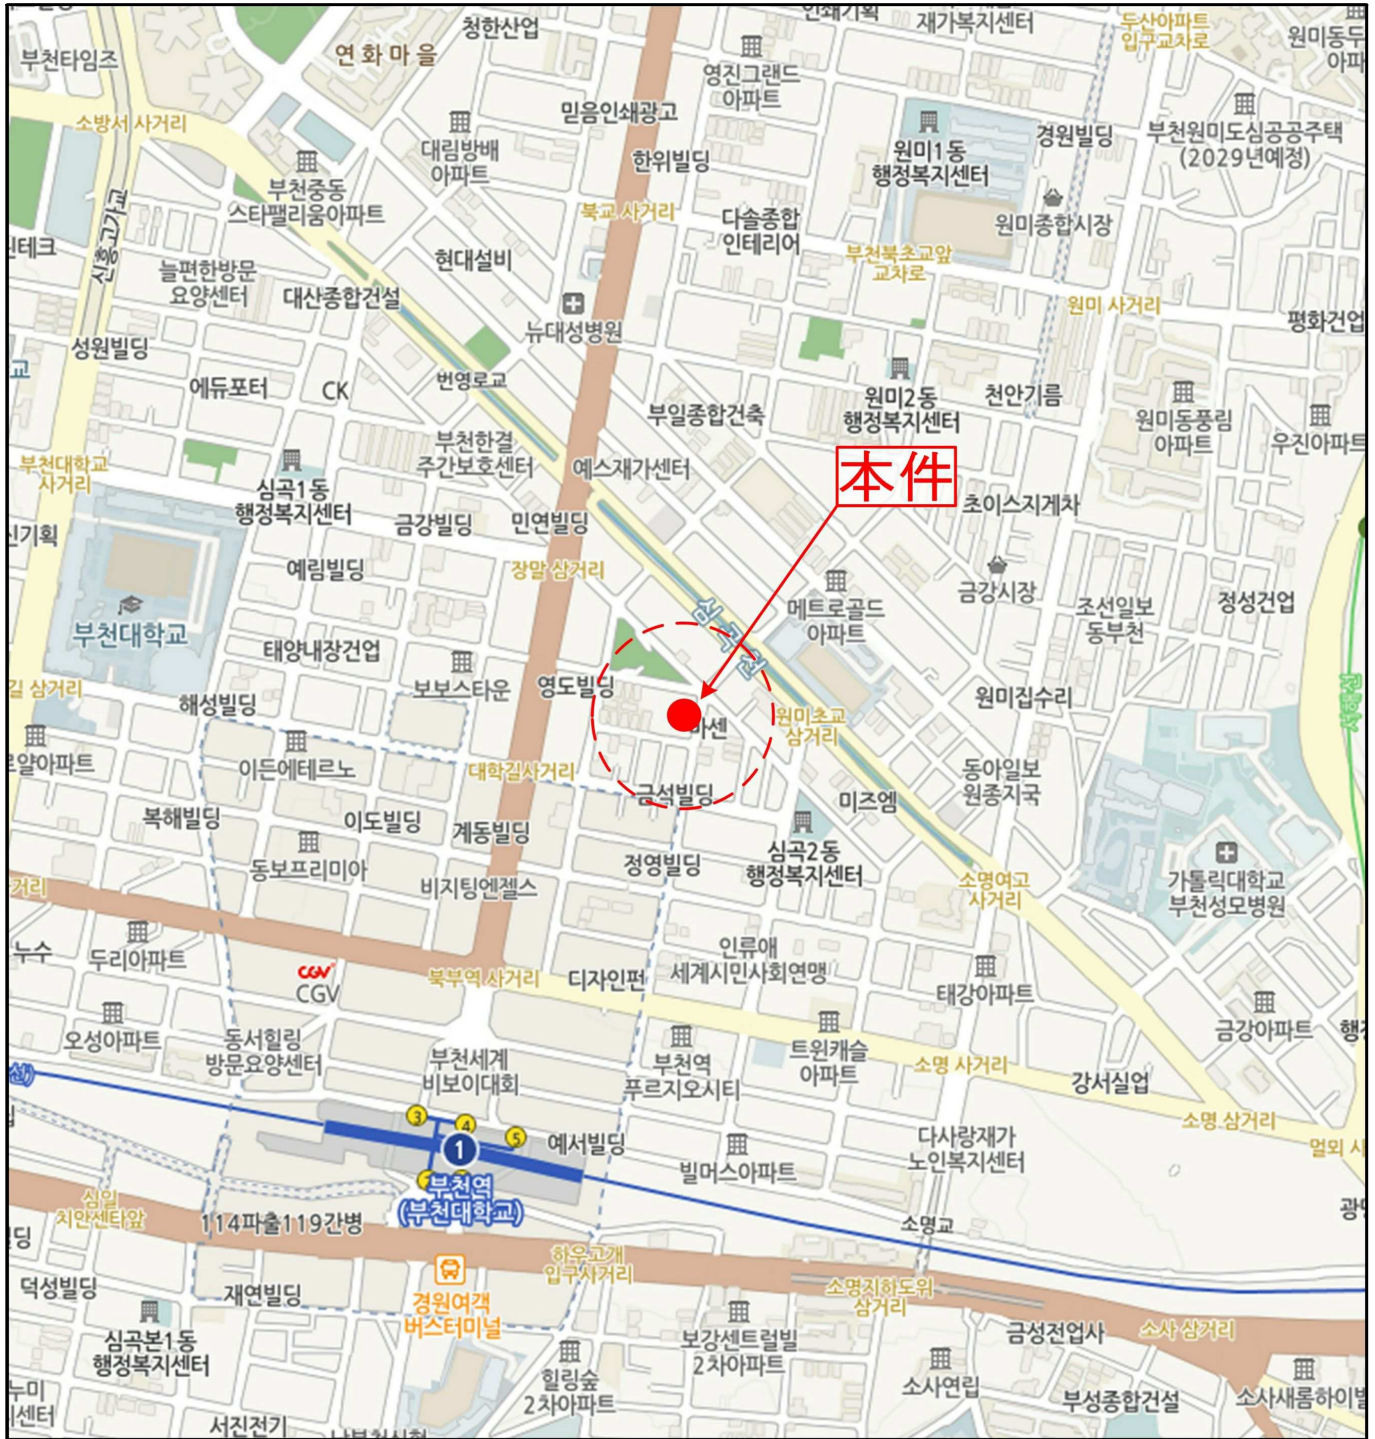 청한산업
재가복지센터
두산아파트
입구교차로
부천타임즈
연화마을
영진그랜드
아파트
소방서 사거리
믿음인쇄광고
대림방배
아파트
한위빌딩
원미1동
행정복지센터
경원빌딩
부천원미도심공공주택
(2029년예정)
부천중동
스타팰리움아파트
북교 사거리
다솔종합
인테리어
원미종합시장
신흥고가교
늘편한방문
요양센터
현대설비
부천북초교앞
교차로
대산종합건설
원미 사거리
뉴대성병원
평화건업
성원빌딩
에듀포터
CK
번영로교
원미2동
행정복지센터
천안기름
부일종합건축
원미동풍림
아파트
우진아파트
부천대학교
사거리
부천한결
주간보호센터
예스재가센터
本件
심곡1동
행정복지센터
금강빌딩
민연빌딩
초이스지게차
예림빌딩
장말 삼거리
심곡천
메트로골드
아파트
금강시장
조선일보
동부천
정성건업
부천대학교
태양내장건업
보보스타운
영도빌딩
해성빌딩
마센
원미초교
삼거리
원미집수리
서해선
이든에테르노
대학길사거리
금석빌딩
미즈엠
동아일보
원종지국
복해빌딩
이도빌딩
계동빌딩
심곡2동
행정복지센터
동보프리미아
비지팅엔젤스
정영빌딩
소명여고
사거리
가톨릭대학교
부천성모병원
두리아파트
CGV
CGV
북부역 사거리
디자인펀
인류애
세계시민사회연맹
태강아파트
오성아파트
동서힐링
방문요양센터
부천세계
비보이대회
부천역
푸르지오시티
트윈캐슬
아파트
금강아파트
소명 사거리
강서실업
소명 삼거리
3
4
5
1
예서빌딩
빌머스아파트
다사랑재가
노인복지센터
부천역
(부천대학교)
심일
치안센타앞
114파출119간병
소명교
하우고개
입구사거리
덕성빌딩
재연빌딩
경원여객
버스터미널
소명지하도위
삼거리
심곡본1동
행정복지센터
보강센트럴빌
2차아파트
금성전업사
소사 삼거리
힐링숲
2차아파트
소사연립
부성종합건설
서진전기